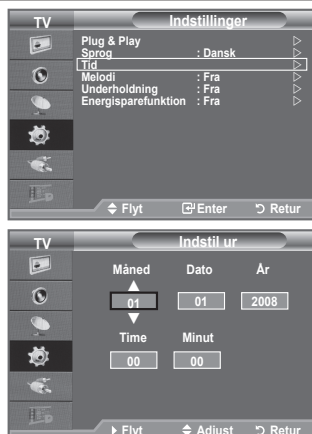 TV Indstillinger
Plug & Play
Sprog : Dansk
Tid
Melodi : Fra
Underholdning : Fra
Energisparefunktion : Fra
Flyt Enter Retur
TV Indstil ur
Måned Dato År
01 01 2008
Time Minut
00 00
Flyt Adjust Retur